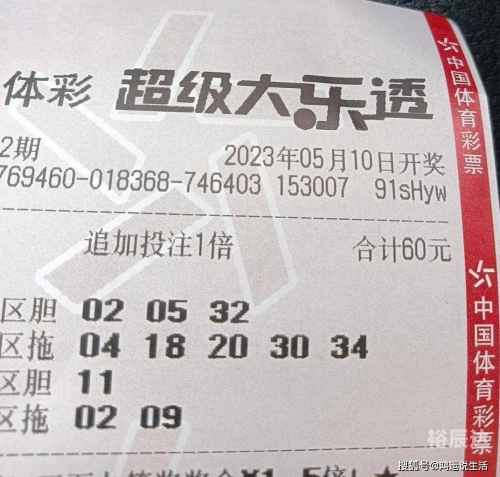 体彩 超级大乐透
2期 2023年05月10日开奖
769460-018368-746403 153007 91sHyw
追加投注1倍 合计60元
区胆 02 05 32
区拖 04 18 20 30 34
区胆 11
区拖 02 09
中国体育彩票
中国体育彩票
搜狐号@鸿运说生活